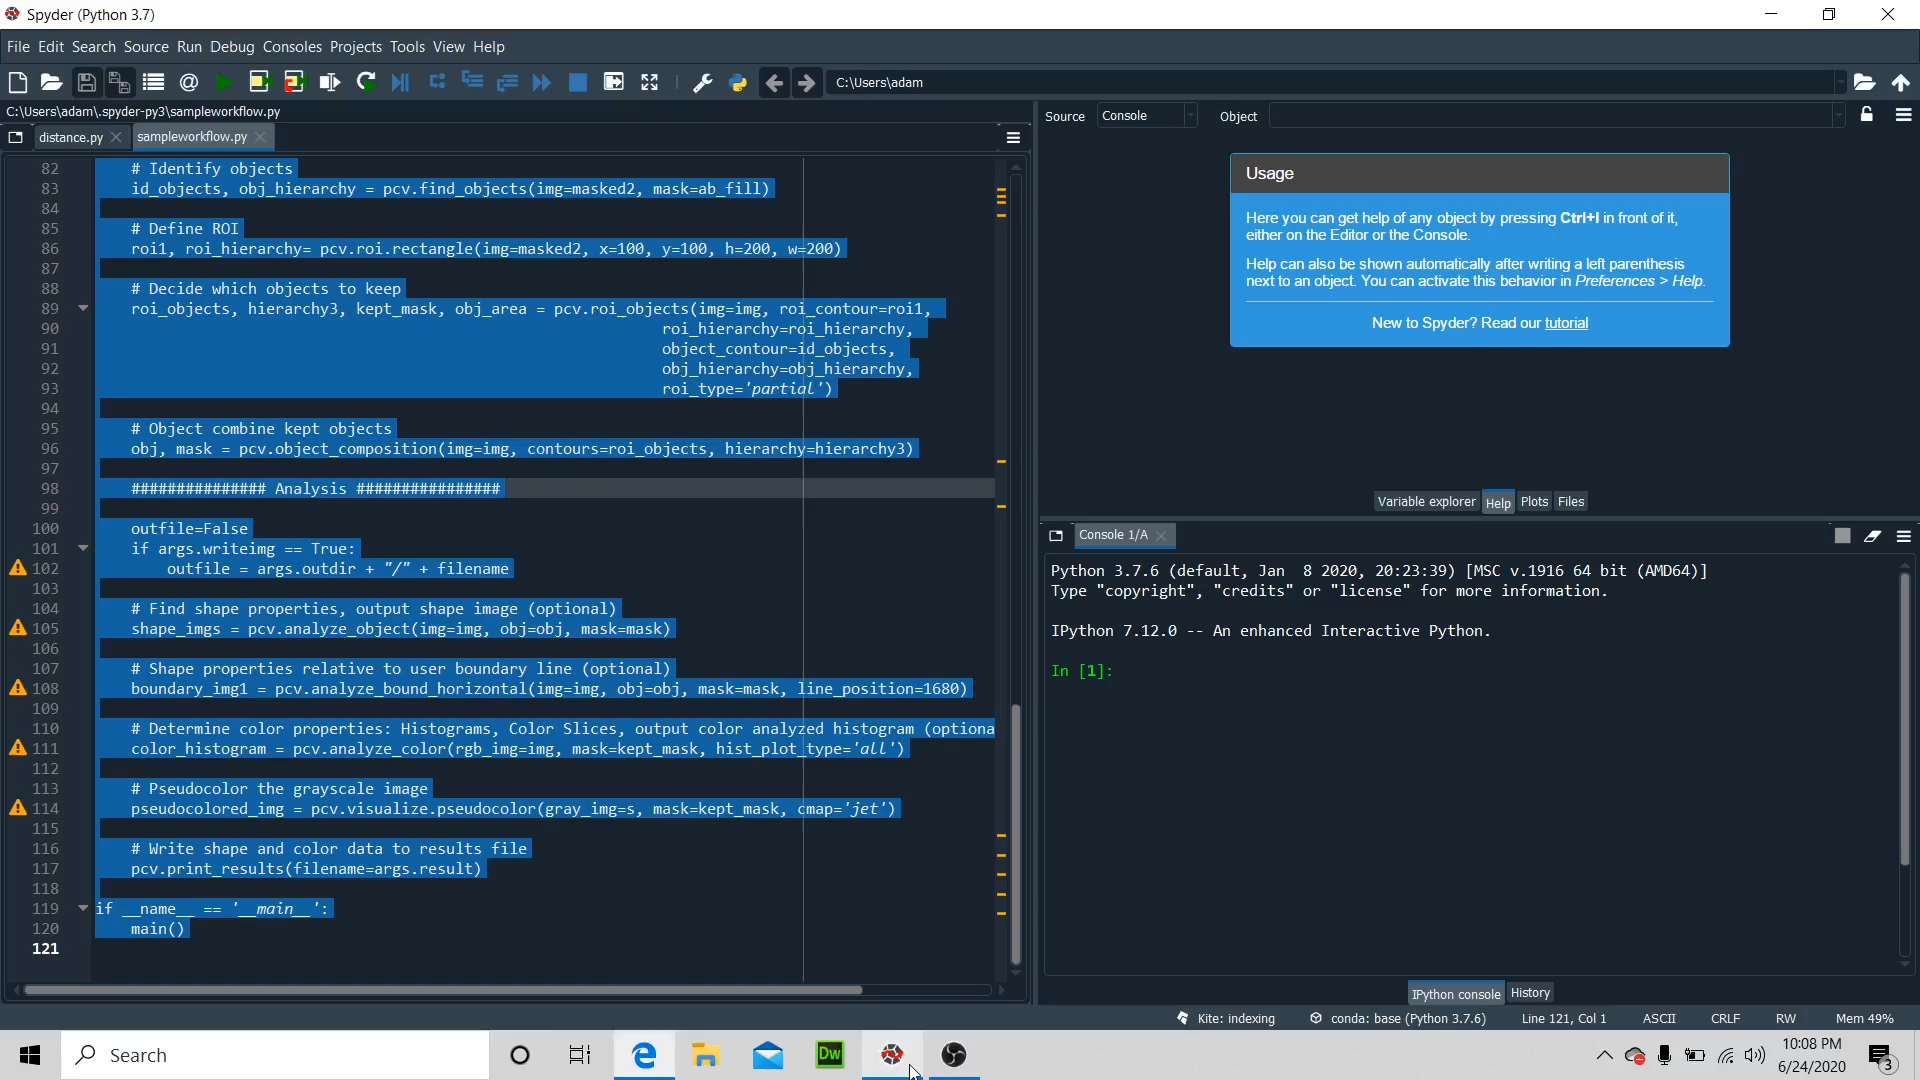 Spyder (Python 3.7)
File Edit Search Source Run Debug Consoles Projects Tools View Help
C:\Users\adam
C:\Users\adam\.spyder-py3\sampleworkflow.py
distance.py
sampleworkflow.py
82 # Identify objects
83 id_objects, obj_hierarchy = pcv.find_objects(img=masked2, mask=ab_fill)
84
85 # Define ROI
86 roi1, roi_hierarchy= pcv.roi.rectangle(img=masked2, x=100, y=100, h=200, w=200)
87
88 # Decide which objects to keep
89 roi_objects, hierarchy3, kept_mask, obj_area = pcv.roi_objects(img=img, roi_contour=roi1,
90 roi_hierarchy=roi_hierarchy,
91 object_contour=id_objects,
92 obj_hierarchy=obj_hierarchy,
93 roi_type='partial')
94
95 # Object combine kept objects
96 obj, mask = pcv.object_composition(img=img, contours=roi_objects, hierarchy=hierarchy3)
97
98 ############### Analysis ################
99
100 outfile=False
101 if args.writeimg == True:
102 outfile = args.outdir + "/" + filename
103
104 # Find shape properties, output shape image (optional)
105 shape_imgs = pcv.analyze_object(img=img, obj=obj, mask=mask)
106
107 # Shape properties relative to user boundary line (optional)
108 boundary_img1 = pcv.analyze_bound_horizontal(img=img, obj=obj, mask=mask, line_position=1680)
109
110 # Determine color properties: Histograms, Color Slices, output color analyzed histogram (optiona
111 color_histogram = pcv.analyze_color(rgb_img=img, mask=kept_mask, hist_plot_type='all')
112
113 # Pseudocolor the grayscale image
114 pseudocolored_img = pcv.visualize.pseudocolor(gray_img=s, mask=kept_mask, cmap='jet')
115
116 # Write shape and color data to results file
117 pcv.print_results(filename=args.result)
118
119 if __name__ == '__main__':
120 main()
121
Source Console Object
Usage
Here you can get help of any object by pressing Ctrl+I in front of it,
either on the Editor or the Console.
Help can also be shown automatically after writing a left parenthesis
next to an object. You can activate this behavior in Preferences > Help.
New to Spyder? Read our tutorial
Variable explorer Help Plots Files
Console 1/A
Python 3.7.6 (default, Jan  8 2020, 20:23:39) [MSC v.1916 64 bit (AMD64)]
Type "copyright", "credits" or "license" for more information.
IPython 7.12.0 -- An enhanced Interactive Python.
In [1]:
IPython console History
Kite: indexing conda: base (Python 3.7.6) Line 121, Col 1 ASCII CRLF RW Mem 49%
Search
Dw
10:08 PM
6/24/2020
3